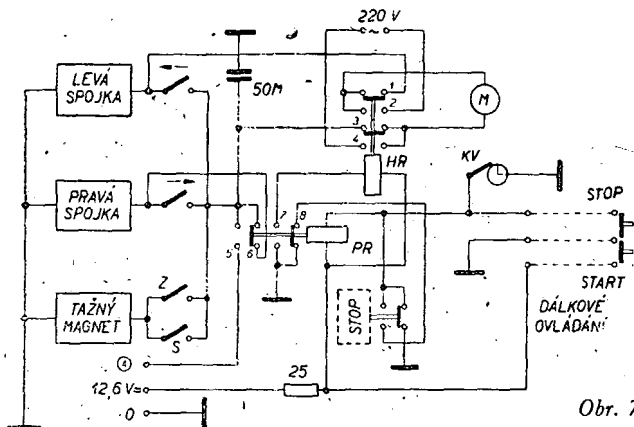 220 V
~
LEVÁ
SPOJKA
50M
1
2
3
4
M
HR
KV
PRAVÁ
SPOJKA
7
8
5
6
PR
STOP
START
DÁLKOVÉ
OVLÁDÁNÍ
STOP
TAŽNÝ
MAGNET
Z
S
4
12,6 V=
25
0
Obr. 7